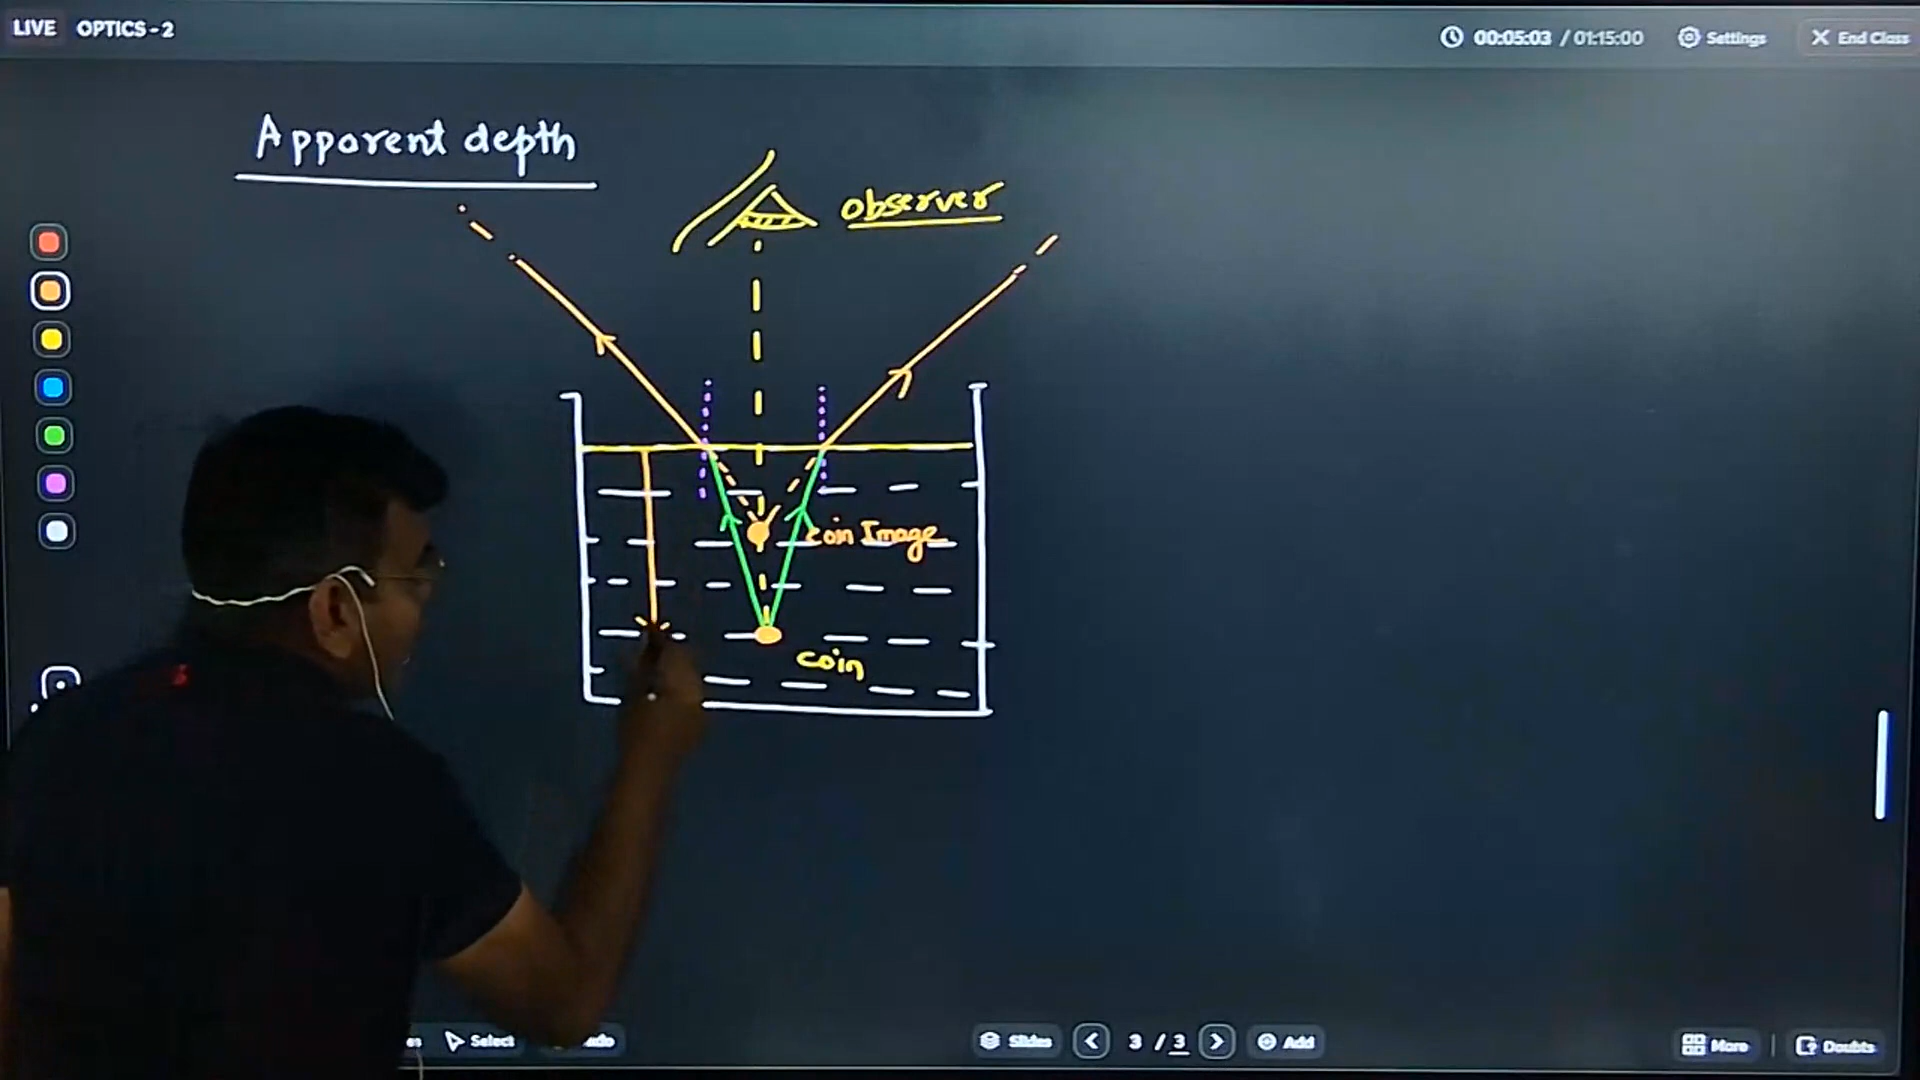 LIVE OPTICS-2 00:05:03 / 01:15:00 Settings End Class
Apparent depth
observer
coin Image
coin
Select
Slides 3 / 3 Add More Doubts